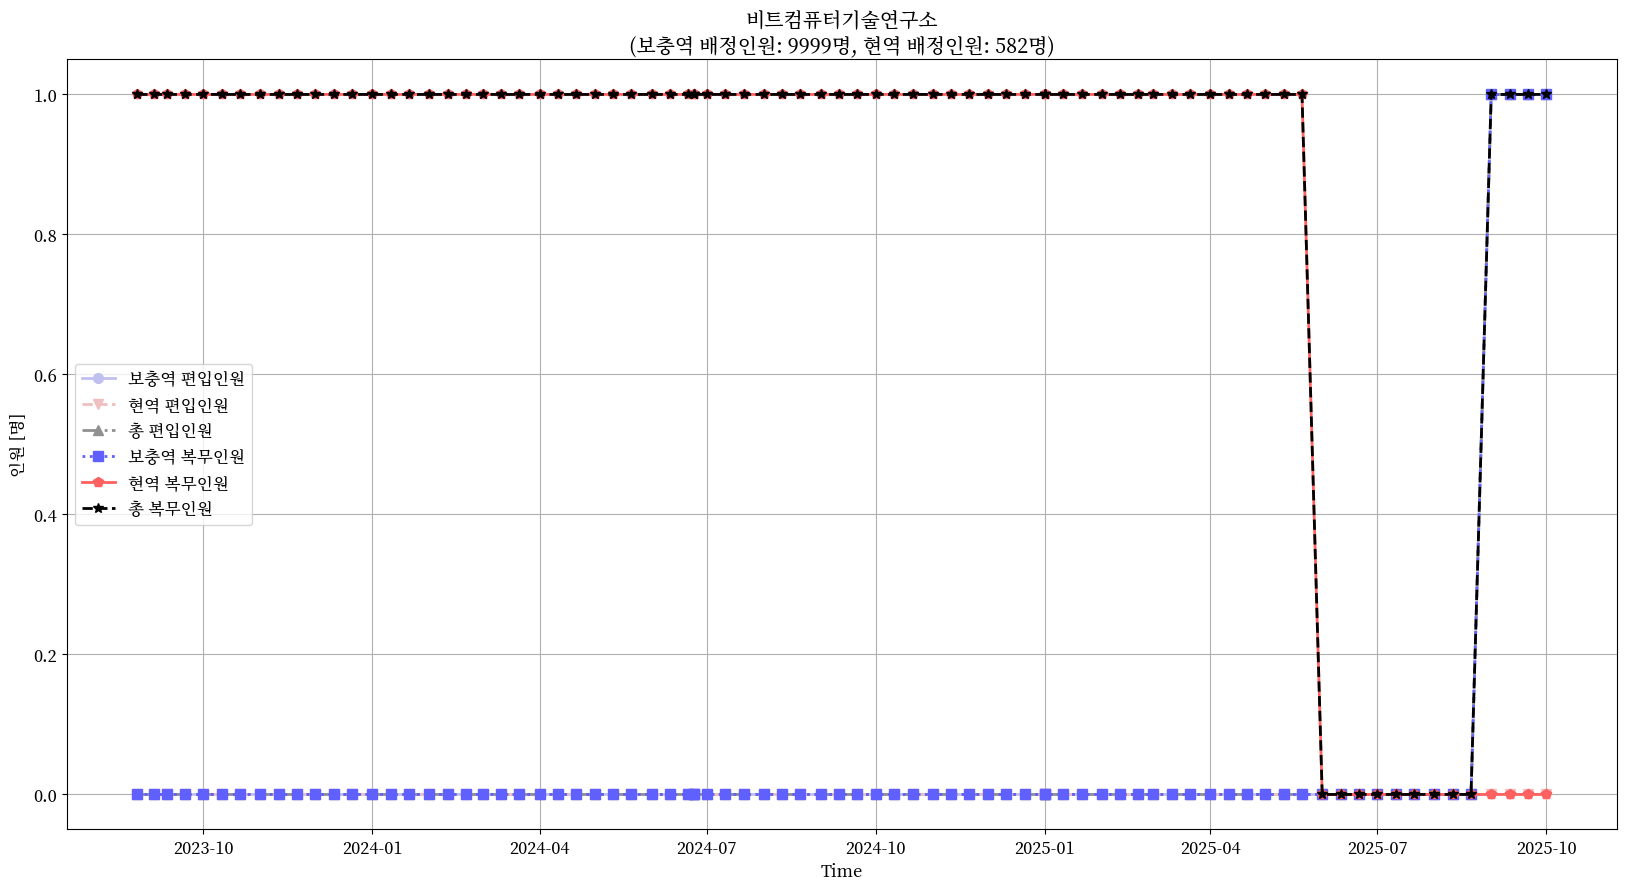 비트컴퓨터기술연구소
(보충역 배정인원: 9999명, 현역 배정인원: 582명)
인원 [명]
1.0
0.8
0.6
0.4
0.2
0.0
보충역 편입인원
현역 편입인원
총 편입인원
보충역 복무인원
현역 복무인원
총 복무인원
2023-10 2024-01 2024-04 2024-07 2024-10 2025-01 2025-04 2025-07 2025-10
Time